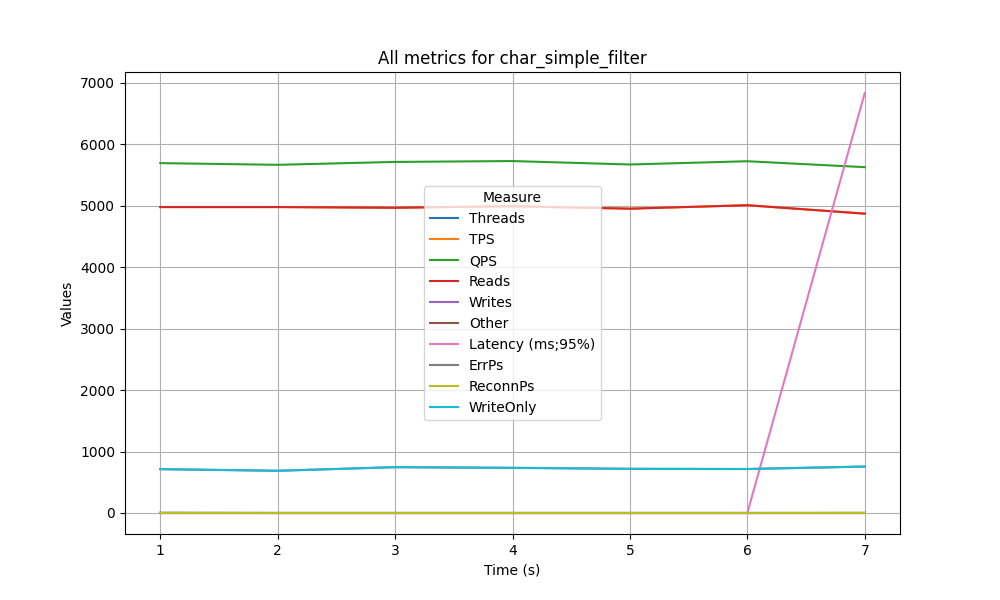 All metrics for char_simple_filter
Values
7000
6000
5000
4000
3000
2000
1000
0
Measure
Threads
TPS
QPS
Reads
Writes
Other
Latency (ms;95%)
ErrPs
ReconnPs
WriteOnly
1 2 3 4 5 6 7
Time (s)